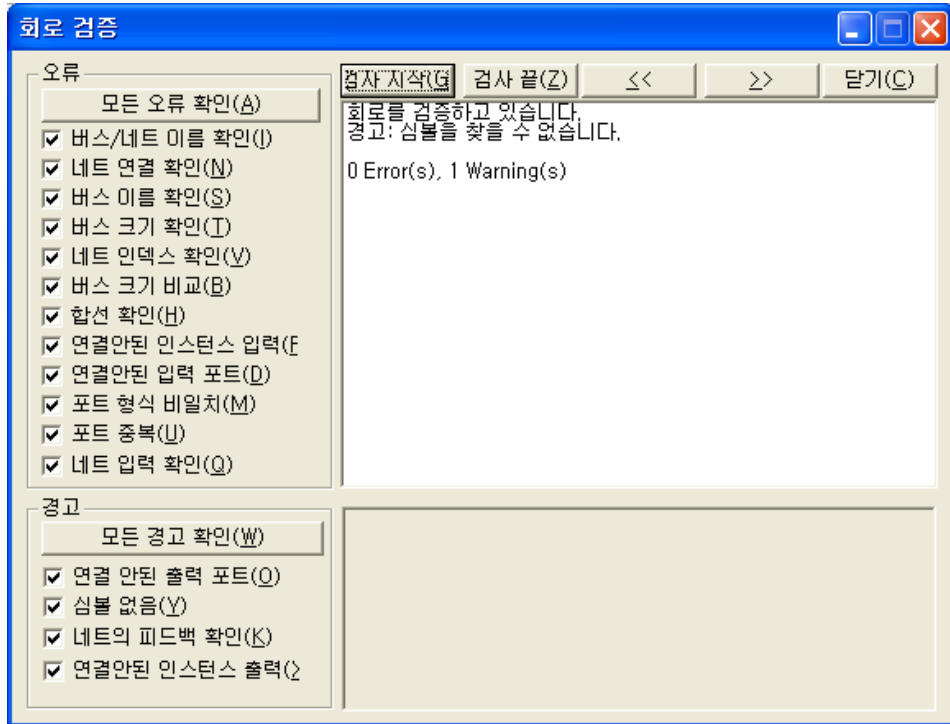 회로 검증
오류
모든 오류 확인(A)
버스/네트 이름 확인(I)
네트 연결 확인(N)
버스 이름 확인(S)
버스 크기 확인(T)
네트 인덱스 확인(V)
버스 크기 비교(B)
합선 확인(H)
연결안된 인스턴스 입력(
연결안된 입력 포트(D)
포트 형식 비일치(M)
포트 중복(U)
네트 입력 확인(Q)
검사 시작(G 검사 끝(Z) << >> 닫기(C)
회로를 검증하고 있습니다.
경고: 심볼을 찾을 수 없습니다.
0 Error(s), 1 Warning(s)
경고
모든 경고 확인(W)
연결 안된 출력 포트(O)
심볼 없음(Y)
네트의 피드백 확인(K)
연결안된 인스턴스 출력(